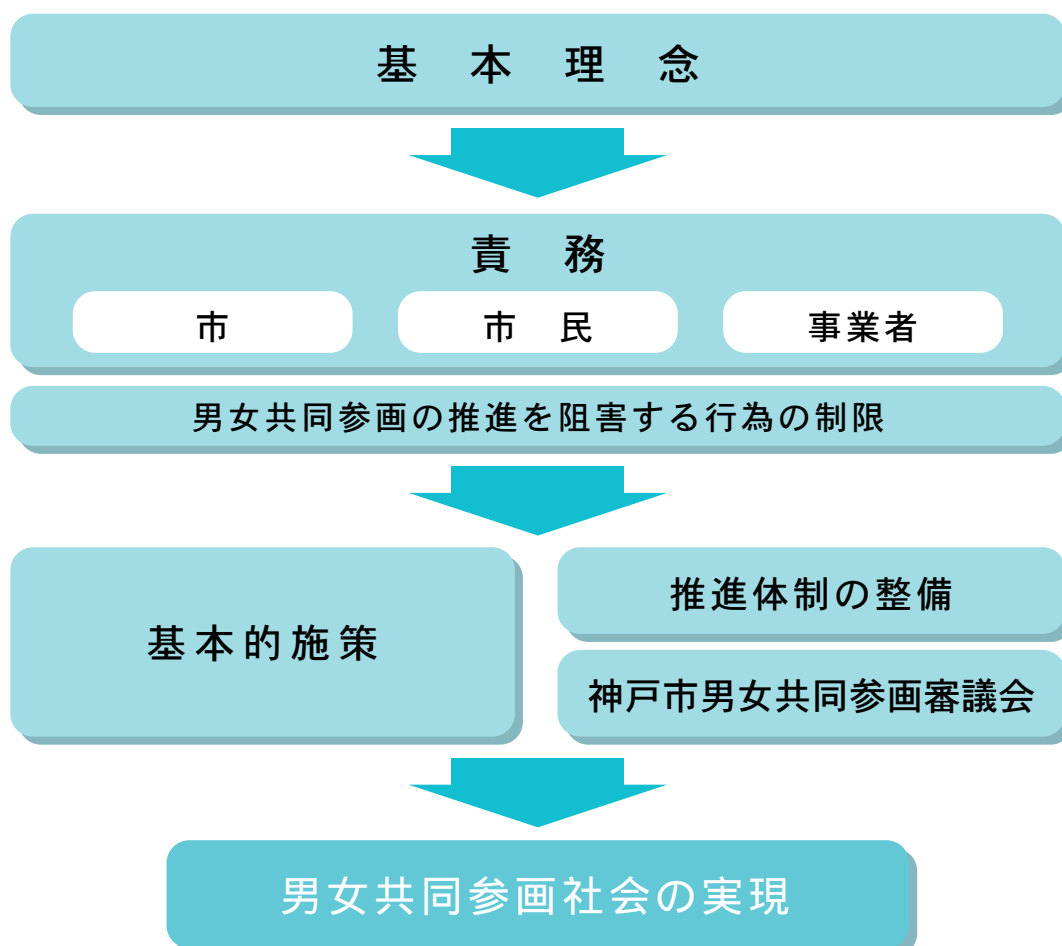 基本理念
責務
市
市民
事業者
男女共同参画の推進を阻害する行為の制限
基本的施策
推進体制の整備
神戸市男女共同参画審議会
男女共同参画社会の実現